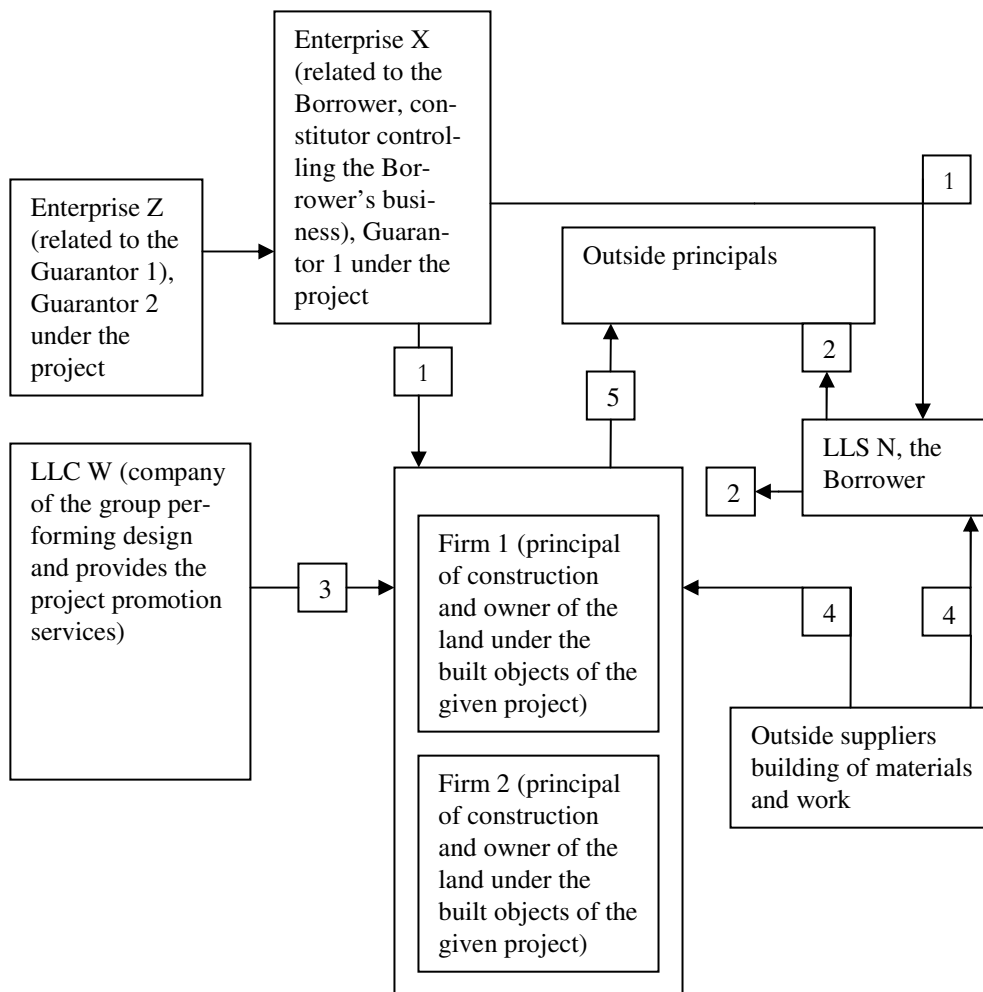 Enterprise X
(related to the
Borrower, con-
stitutor control-
ling the Bor-
rower's busi-
ness), Guaran-
tor 1 under the
project
1
Enterprise Z
(related to the
Guarantor 1),
Guarantor 2
under the
project
Outside principals
1
5
2
LLC W (company
of the group per-
forming design
and provides the
project promotion
services)
LLS N, the
Borrower
2
3
Firm 1 (principal
of construction
and owner of the
land under the
built objects of the
given project)
4
4
Outside suppliers
building of materials
and work
Firm 2 (principal
of construction
and owner of the
land under the
built objects of the
given project)